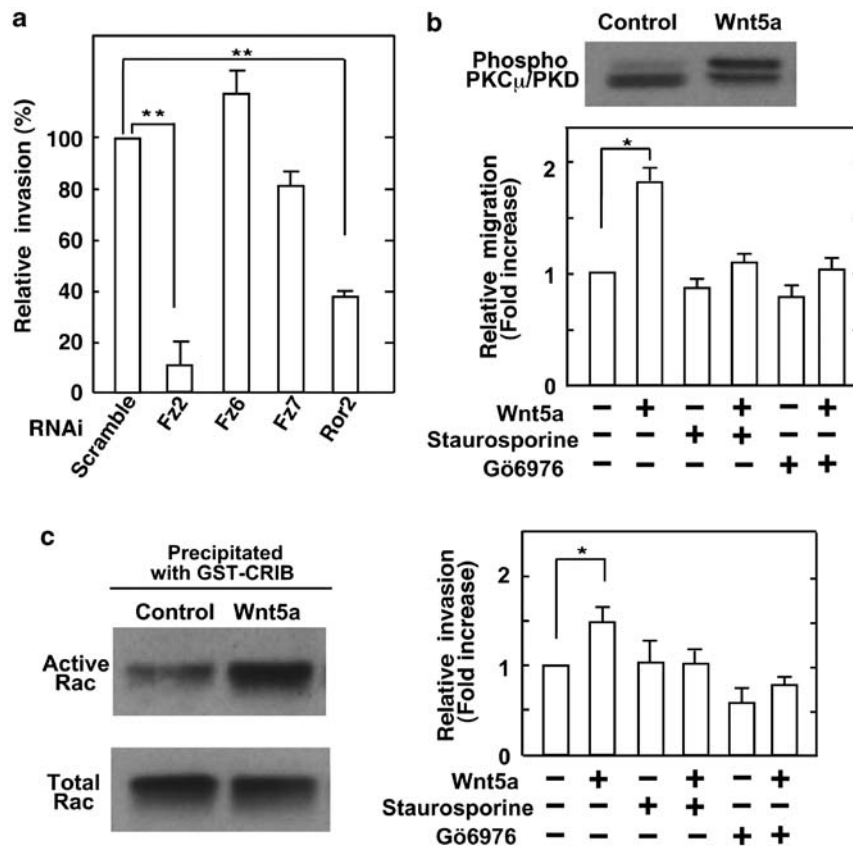 a
**
**
Relative invasion (%)
100
80
60
40
20
0
RNAi
Scramble
Fz2
Fz6
Fz7
Ror2
b
Control Wnt5a
Phospho
PKCμ/PKD
*
Relative migration
(Fold increase)
2
1
0
Wnt5a − + − + − +
Staurosporine − − + + − −
Gö6976 − − − − + +
c
Precipitated
with GST-CRIB
Control Wnt5a
Active
Rac
Total
Rac
*
Relative invasion
(Fold increase)
2
1
0
Wnt5a − + − + − +
Staurosporine − − + + − −
Gö6976 − − − − + +